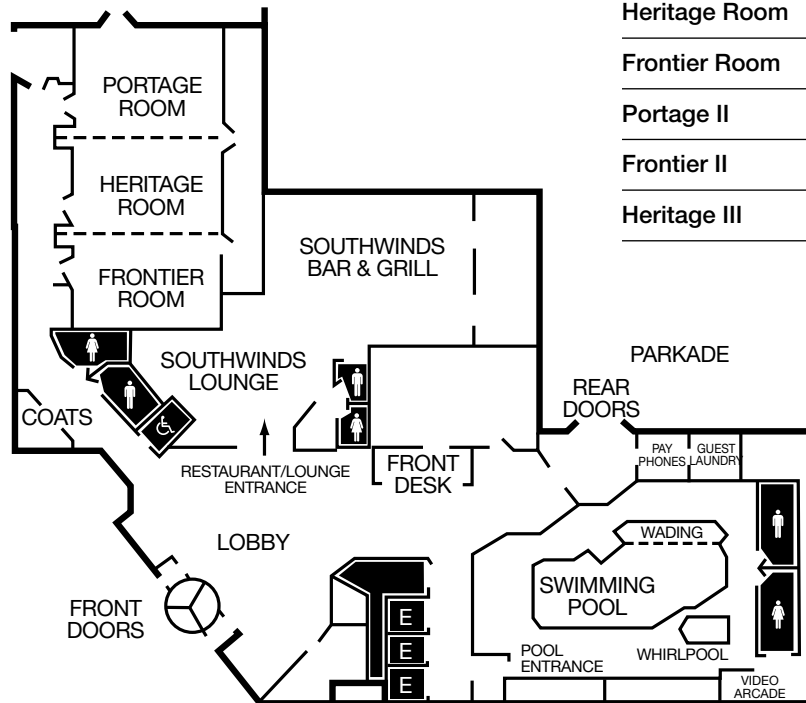 Heritage Room
Frontier Room
Portage II
Frontier II
Heritage III
PORTAGE
ROOM
HERITAGE
ROOM
FRONTIER
ROOM
SOUTHWINDS
BAR & GRILL
SOUTHWINDS
LOUNGE
PARKADE
REAR
DOORS
COATS
RESTAURANT/LOUNGE
ENTRANCE
FRONT
DESK
PAY
PHONES
GUEST
LAUNDRY
LOBBY
WADING
SWIMMING
POOL
FRONT
DOORS
E
E
E
POOL
ENTRANCE
WHIRLPOOL
VIDEO
ARCADE